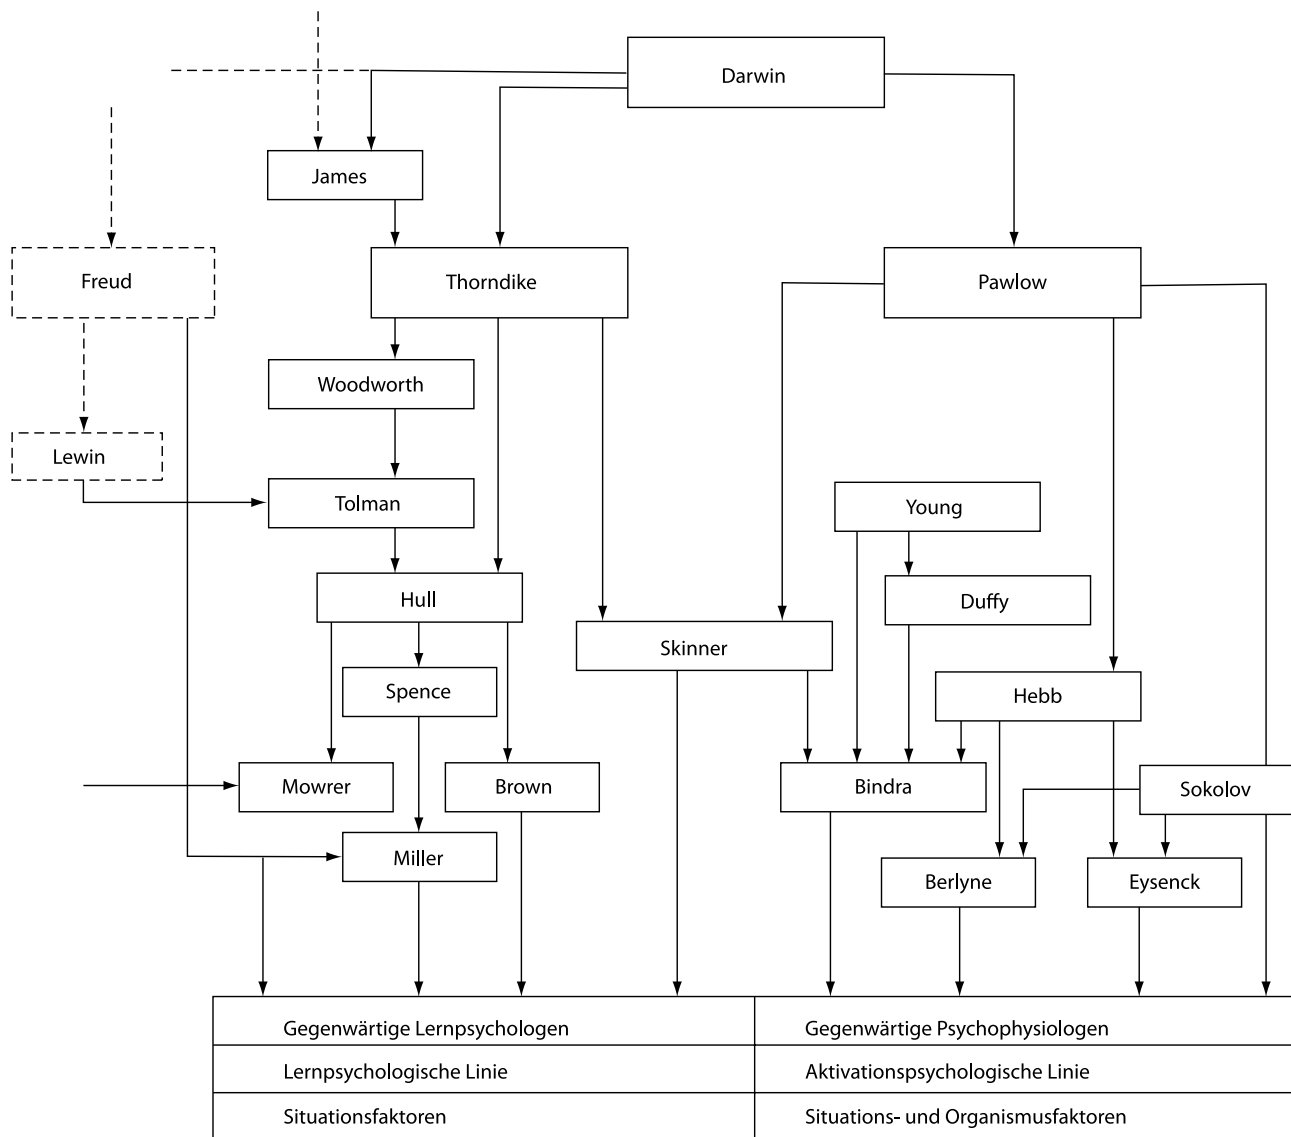 Darwin
James
Freud
Thorndike
Pawlow
Woodworth
Lewin
Tolman
Young
Hull
Duffy
Skinner
Spence
Hebb
Mowrer
Brown
Bindra
Sokolov
Miller
Berlyne
Eysenck
Gegenwärtige Lernpsychologen
Gegenwärtige Psychophysiologen
Lernpsychologische Linie
Aktivationspsychologische Linie
Situationsfaktoren
Situations- und Organismusfaktoren